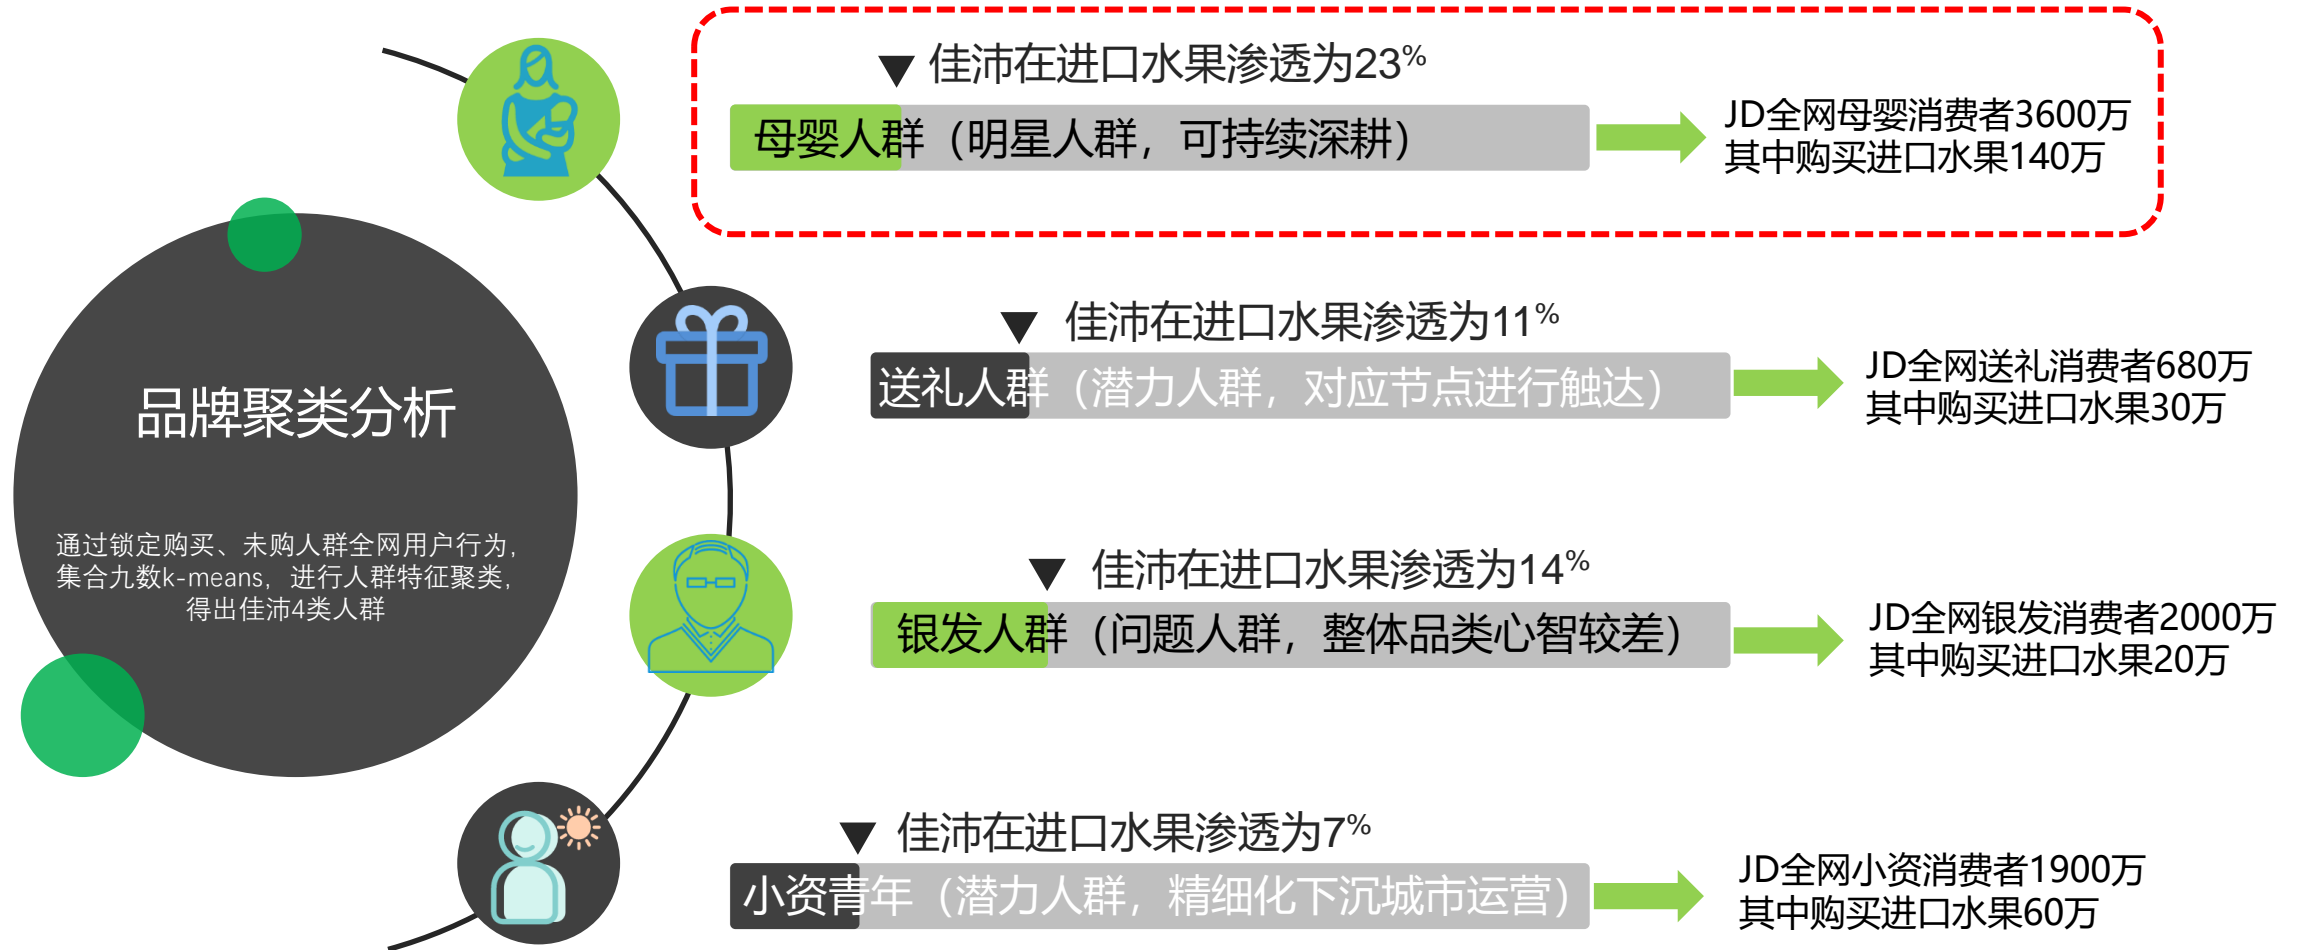 品牌聚类分析
通过锁定购买、未购人群全网用户行为，
集合九数k-means，进行人群特征聚类，
得出佳沛4类人群
佳沛在进口水果渗透为23%
母婴人群（明星人群，可持续深耕）
JD全网母婴消费者3600万
其中购买进口水果140万
佳沛在进口水果渗透为11%
送礼人群（潜力人群，对应节点进行触达）
JD全网送礼消费者680万
其中购买进口水果30万
佳沛在进口水果渗透为14%
银发人群（问题人群，整体品类心智较差）
JD全网银发消费者2000万
其中购买进口水果20万
佳沛在进口水果渗透为7%
小资青年（潜力人群，精细化下沉城市运营）
JD全网小资消费者1900万
其中购买进口水果60万